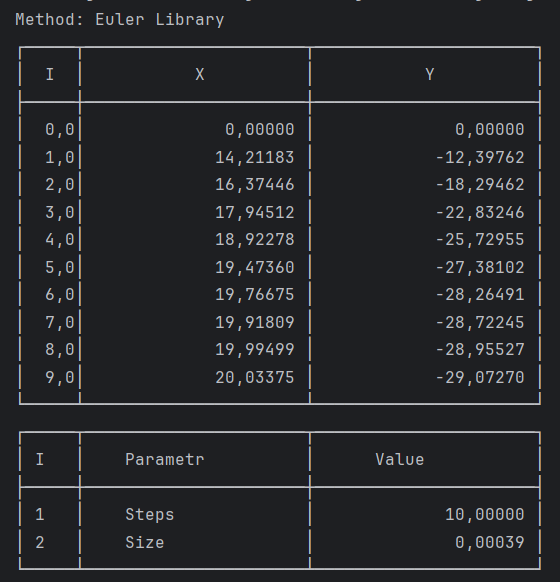 Method: Euler Library
I X Y
0,0 0,00000 0,00000
1,0 14,21183 -12,39762
2,0 16,37446 -18,29462
3,0 17,94512 -22,83246
4,0 18,92278 -25,72955
5,0 19,47360 -27,38102
6,0 19,76675 -28,26491
7,0 19,91809 -28,72245
8,0 19,99499 -28,95527
9,0 20,03375 -29,07270
I Parametr Value
1 Steps 10,00000
2 Size 0,00039